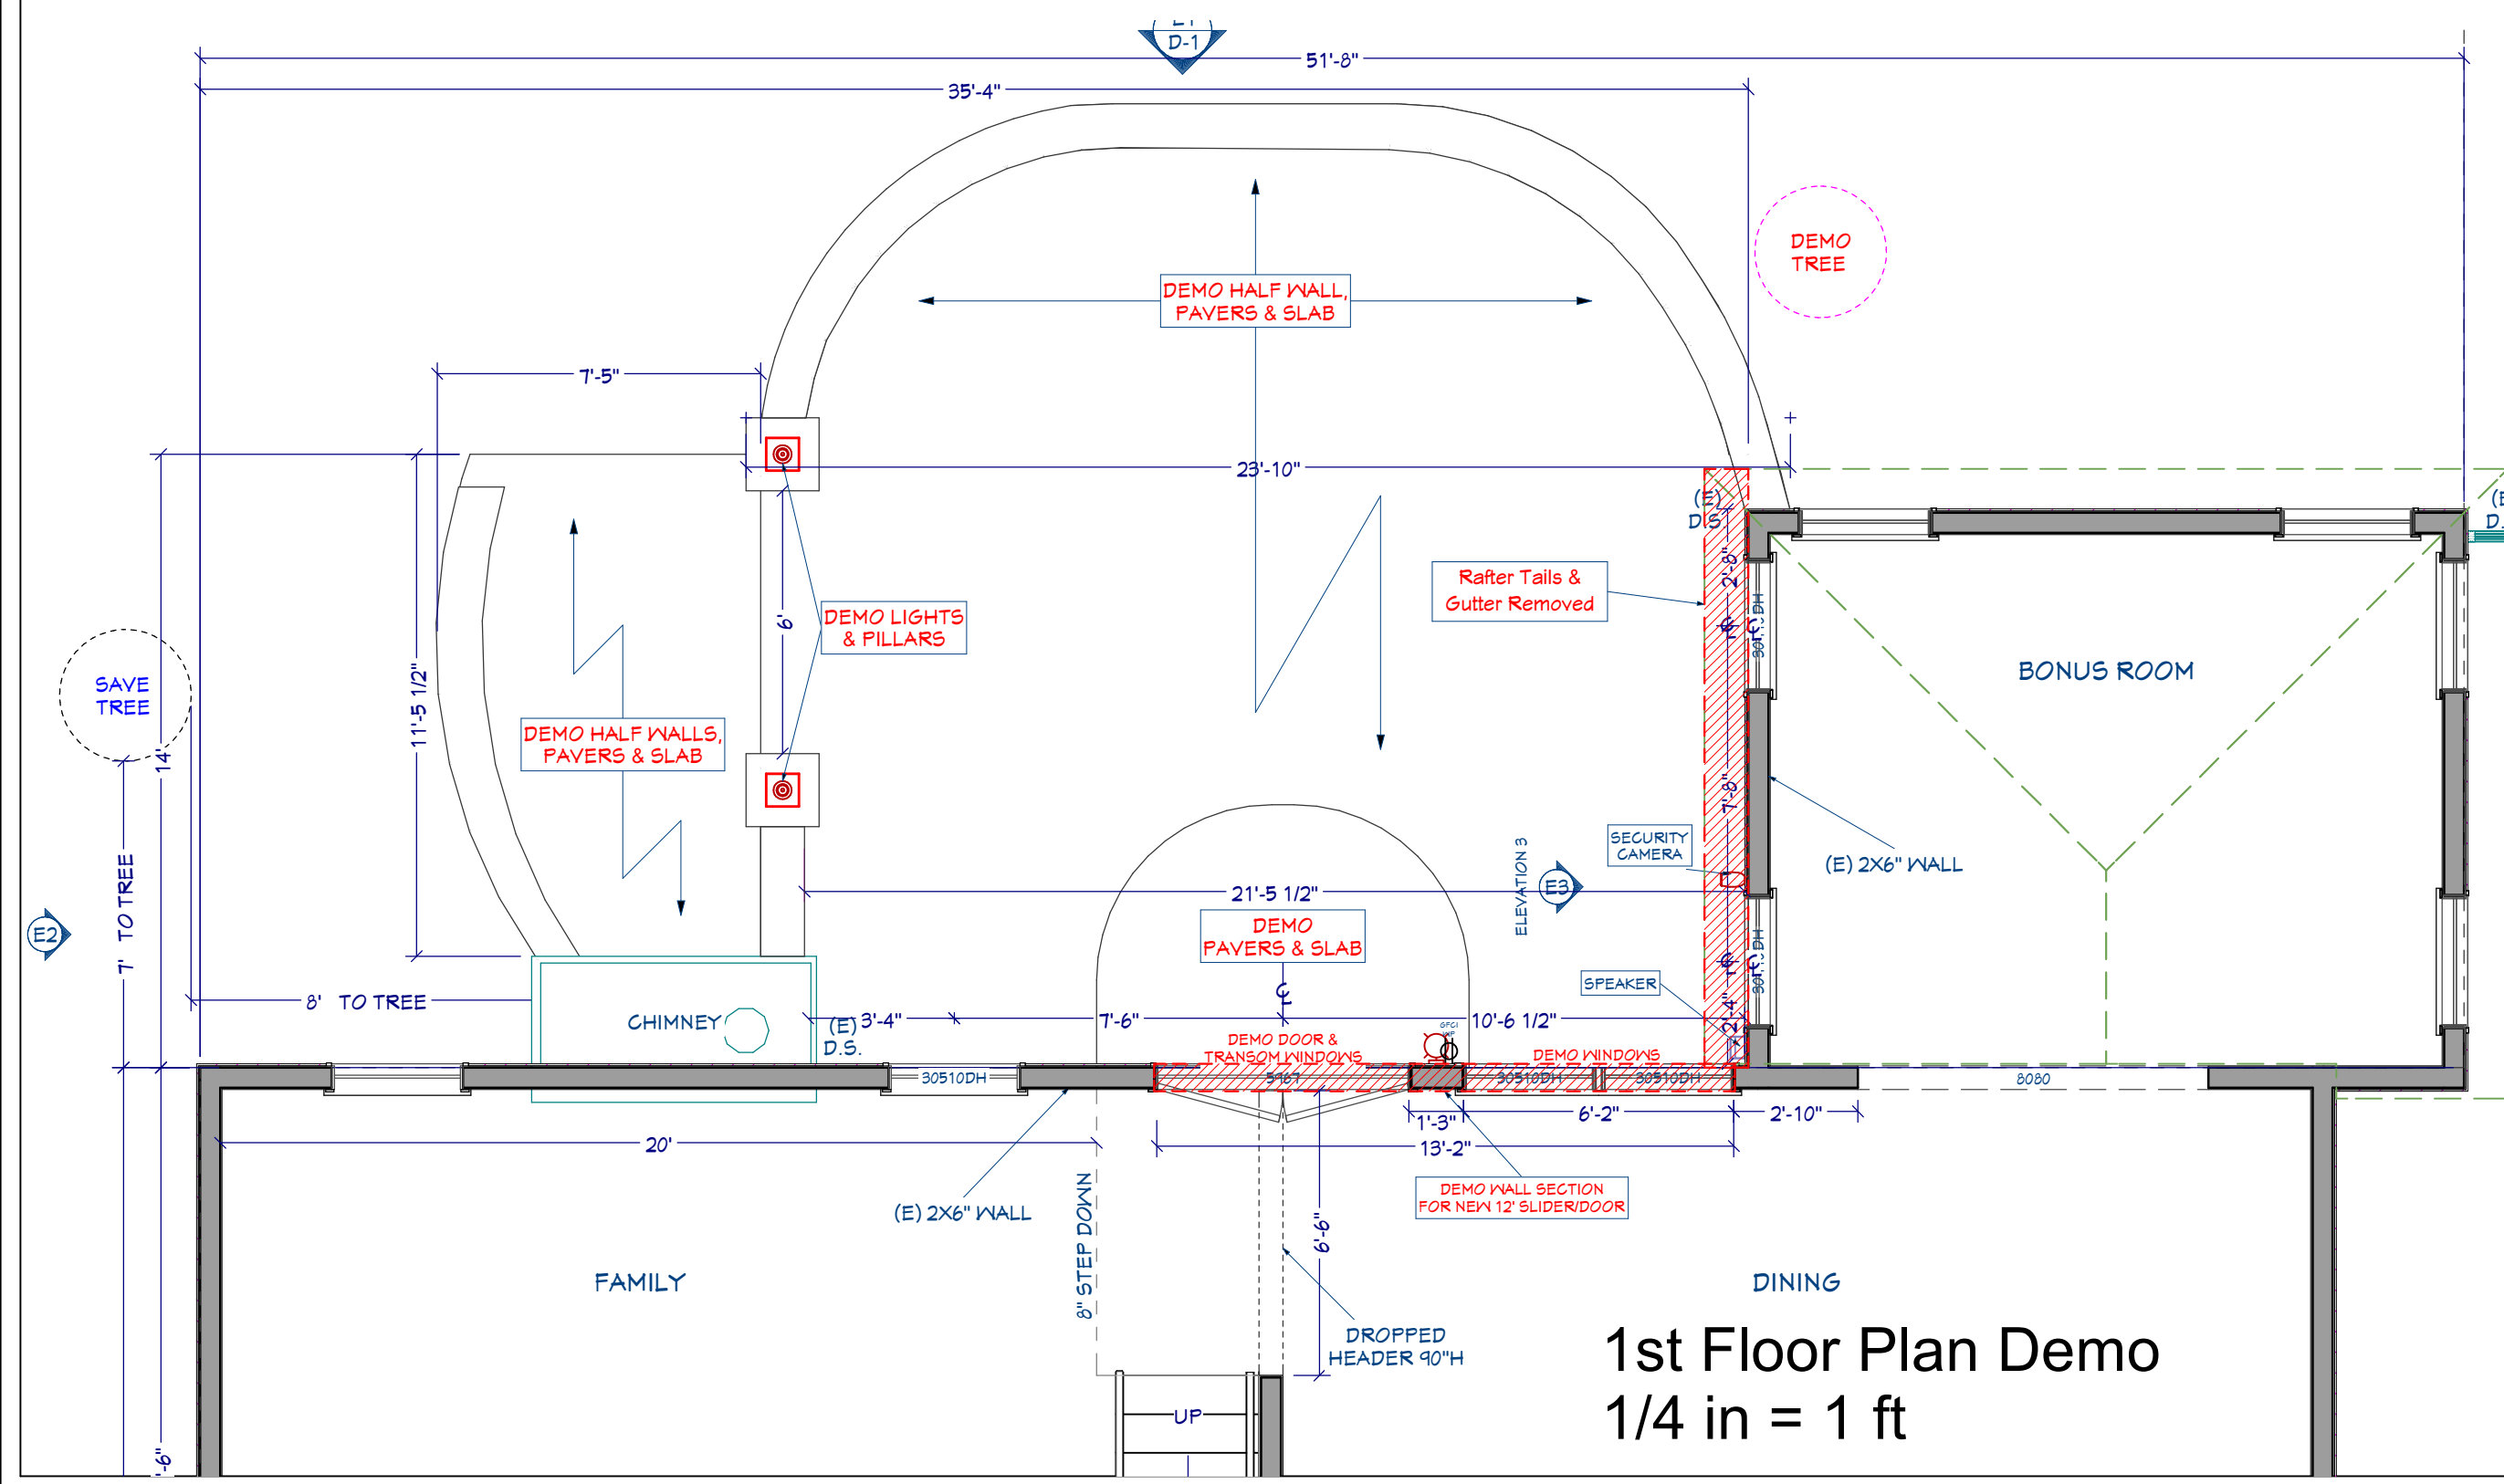 D-1
51'-8"
35'-4"
DEMO
TREE
DEMO HALF WALL,
PAVERS & SLAB
7'-5"
23'-10"
(E)
D.S.
2'-8"
Rafter Tails &
Gutter Removed
6'
DEMO LIGHTS
& PILLARS
BONUS ROOM
SAVE
TREE
11'-5 1/2"
14'
DEMO HALF WALLS,
PAVERS & SLAB
7'-8"
SECURITY
CAMERA
(E) 2X6" WALL
ELEVATION 3
E3
21'-5 1/2"
7' TO TREE
E2
DEMO
PAVERS & SLAB
SPEAKER
8' TO TREE
CHIMNEY
(E)
D.S.
3'-4"
7'-6"
10'-6 1/2"
2'-4"
GFCI
WP
DEMO DOOR &
TRANSOM WINDOWS
DEMO WINDOWS
30510DH
5967
30510DH
30510DH
8080
1'-3"
6'-2"
2'-10"
20'
13'-2"
DEMO WALL SECTION
FOR NEW 12' SLIDER/DOOR
(E) 2X6" WALL
8" STEP DOWN
6'-6"
FAMILY
DINING
DROPPED
HEADER 90"H
1st Floor Plan Demo
1/4 in = 1 ft
UP
'-6"